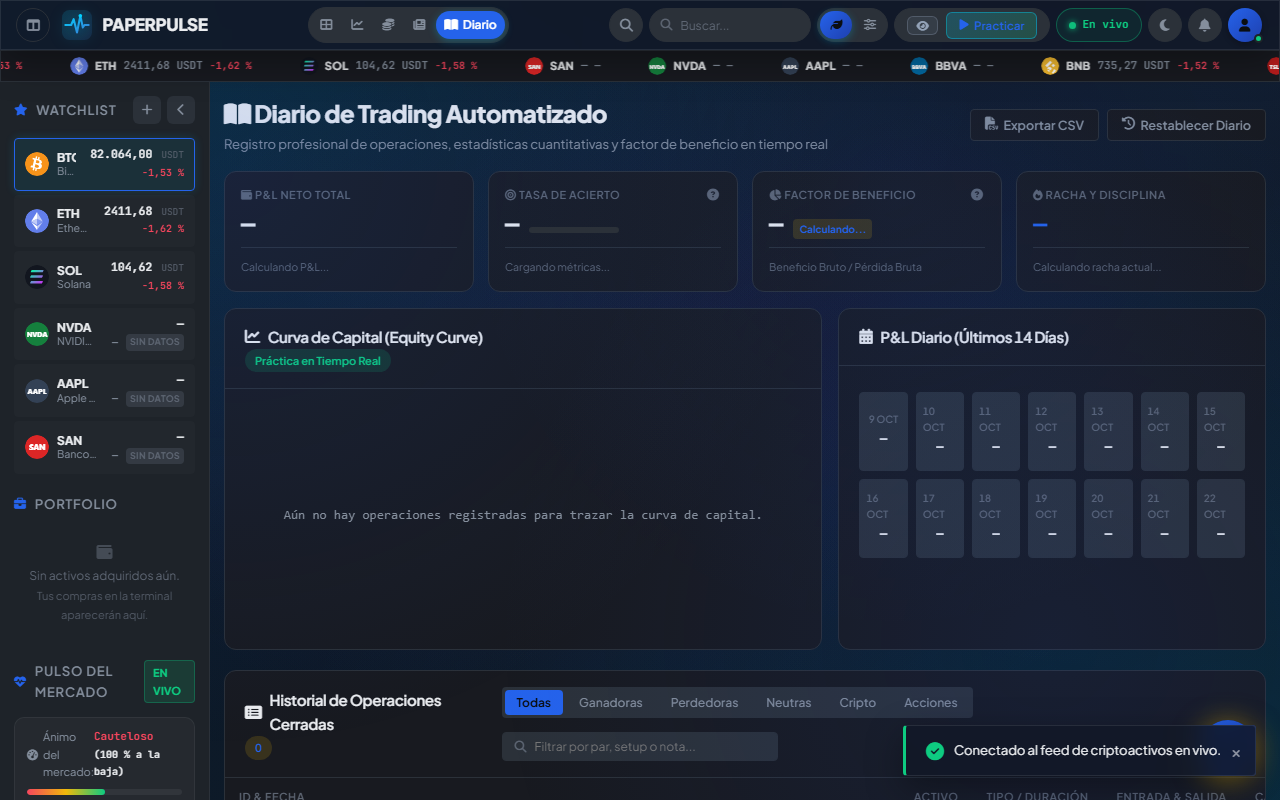 PAPERPULSE
Diario
Buscar...
Practicar
En vivo
53 %
ETH 2411,68 USDT -1,62 %
SOL 104,62 USDT -1,58 %
SAN — —
NVDA — —
AAPL — —
BBVA — —
BNB 735,27 USDT -1,52 %
WATCHLIST
BTC 82.064,00 USDT
Bi... -1,53 %
ETH 2411,68 USDT
Ethe... -1,62 %
SOL 104,62 USDT
Solana -1,58 %
NVDA —
NVIDI... — SIN DATOS
AAPL —
Apple ... — SIN DATOS
SAN —
Banco... — SIN DATOS
PORTFOLIO
Sin activos adquiridos aún.
Tus compras en la terminal
aparecerán aquí.
PULSO DEL
MERCADO
EN
VIVO
Ánimo
del
mercado:
Cauteloso
(100 % a la
baja)
Diario de Trading Automatizado
Registro profesional de operaciones, estadísticas cuantitativas y factor de beneficio en tiempo real
Exportar CSV
Restablecer Diario
P&L NETO TOTAL
—
Calculando P&L...
TASA DE ACIERTO
—
Cargando métricas...
FACTOR DE BENEFICIO
— Calculando...
Beneficio Bruto / Pérdida Bruta
RACHA Y DISCIPLINA
—
Calculando racha actual...
Curva de Capital (Equity Curve)
Práctica en Tiempo Real
Aún no hay operaciones registradas para trazar la curva de capital.
P&L Diario (Últimos 14 Días)
9 OCT
—
10
OCT
—
11
OCT
—
12
OCT
—
13
OCT
—
14
OCT
—
15
OCT
—
16
OCT
—
17
OCT
—
18
OCT
—
19
OCT
—
20
OCT
—
21
OCT
—
22
OCT
—
Historial de Operaciones
Cerradas
0
Todas
Ganadoras
Perdedoras
Neutras
Cripto
Acciones
Filtrar por par, setup o nota...
Conectado al feed de criptoactivos en vivo.
ID & FECHA
ACTIVO
TIPO / DURACIÓN
ENTRADA & SALIDA